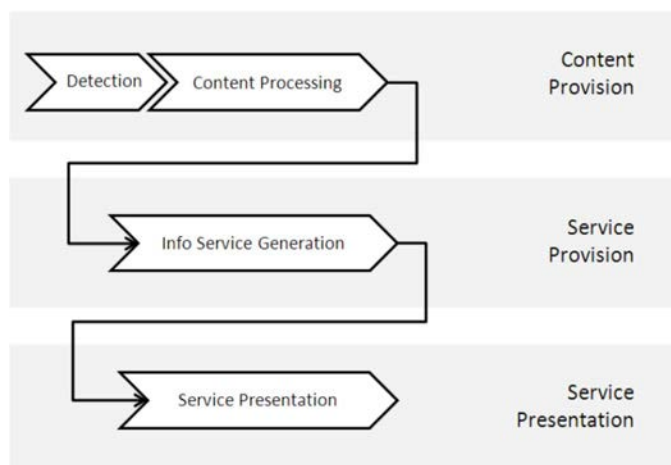 Detection
Content Processing
Content
Provision
Info Service Generation
Service
Provision
Service Presentation
Service
Presentation